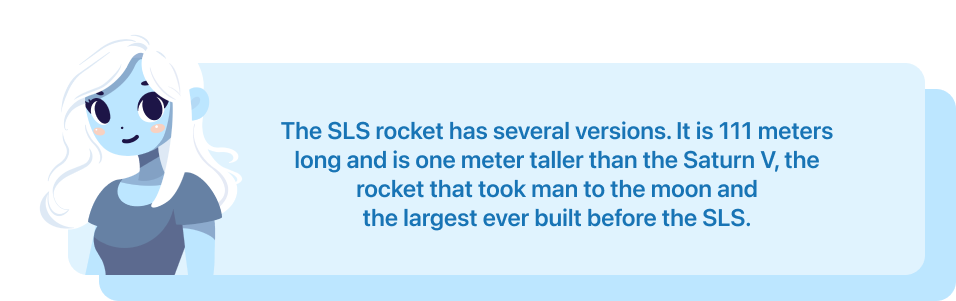 The SLS rocket has several versions. It is 111 meters
long and is one meter taller than the Saturn V, the
rocket that took man to the moon and
the largest ever built before the SLS.